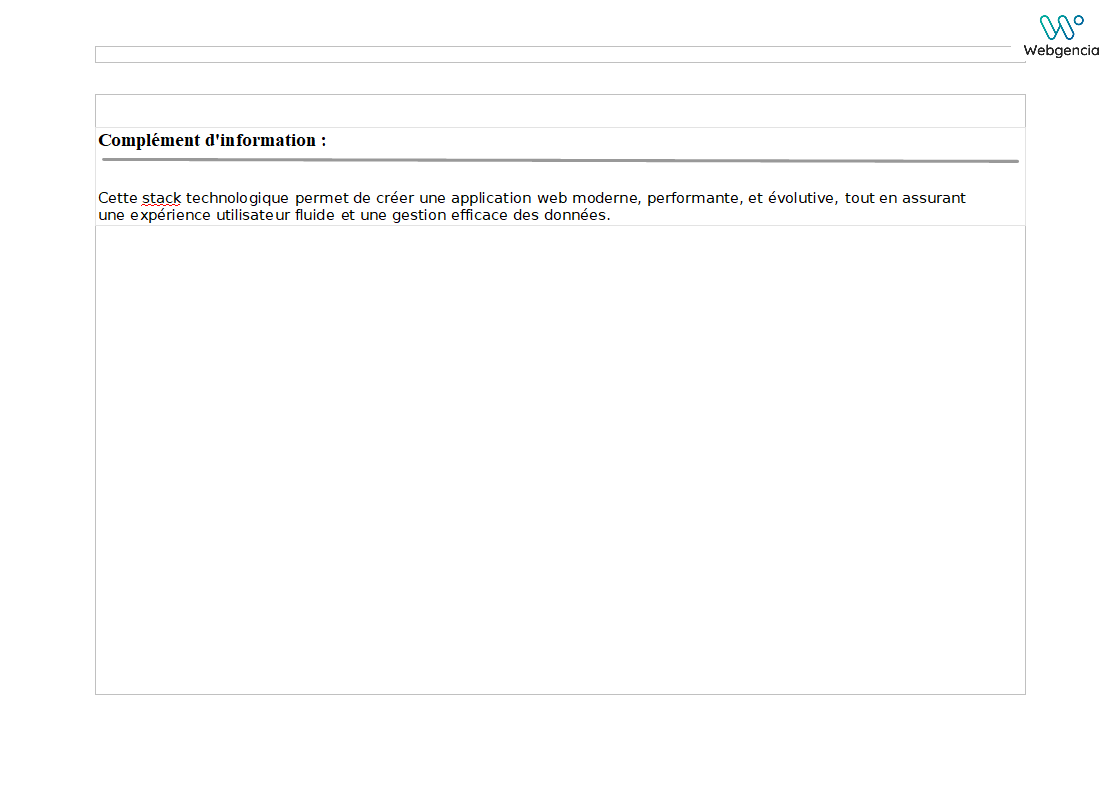 Webgencia
Complément d'information :
Cette stack technologique permet de créer une application web moderne, performante, et évolutive, tout en assurant
une expérience utilisateur fluide et une gestion efficace des données.